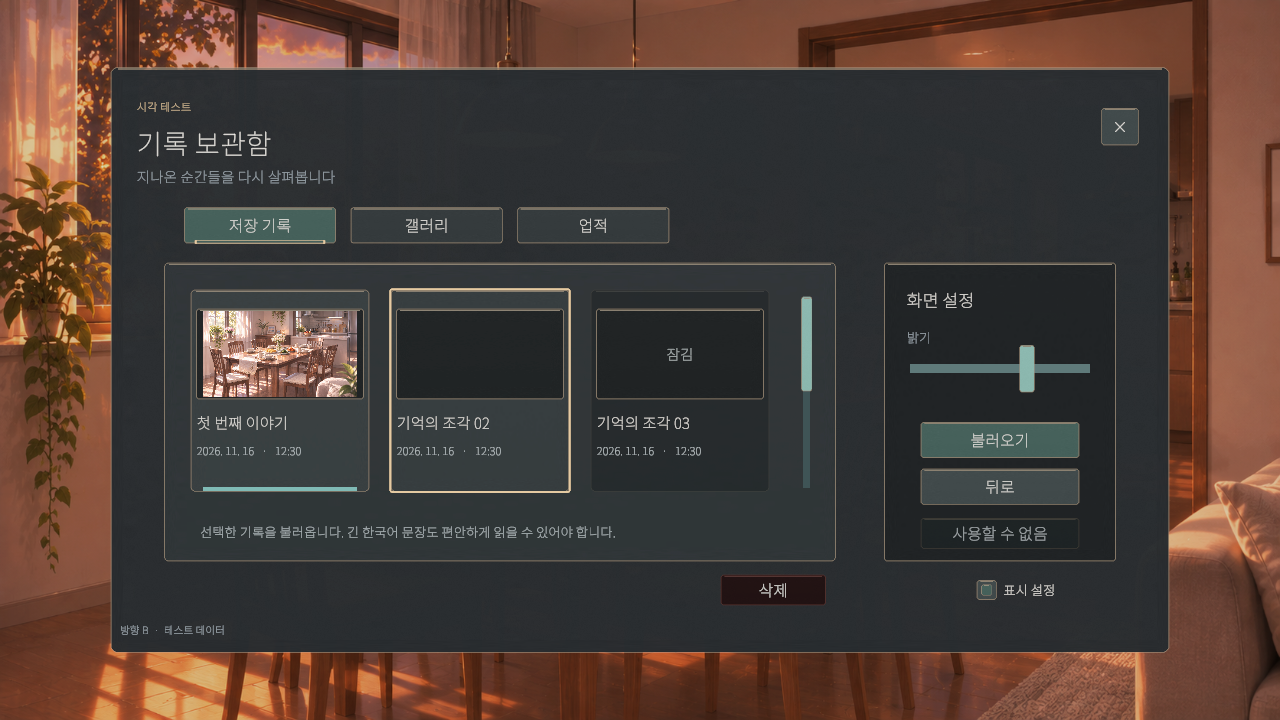 시각 테스트
기록 보관함
지나온 순간들을 다시 살펴봅니다
×
저장 기록
갤러리
업적
첫 번째 이야기
2026. 11. 16 · 12:30
기억의 조각 02
2026. 11. 16 · 12:30
잠김
기억의 조각 03
2026. 11. 16 · 12:30
선택한 기록을 불러옵니다. 긴 한국어 문장도 편안하게 읽을 수 있어야 합니다.
화면 설정
밝기
불러오기
뒤로
사용할 수 없음
삭제
표시 설정
방향 B · 테스트 데이터